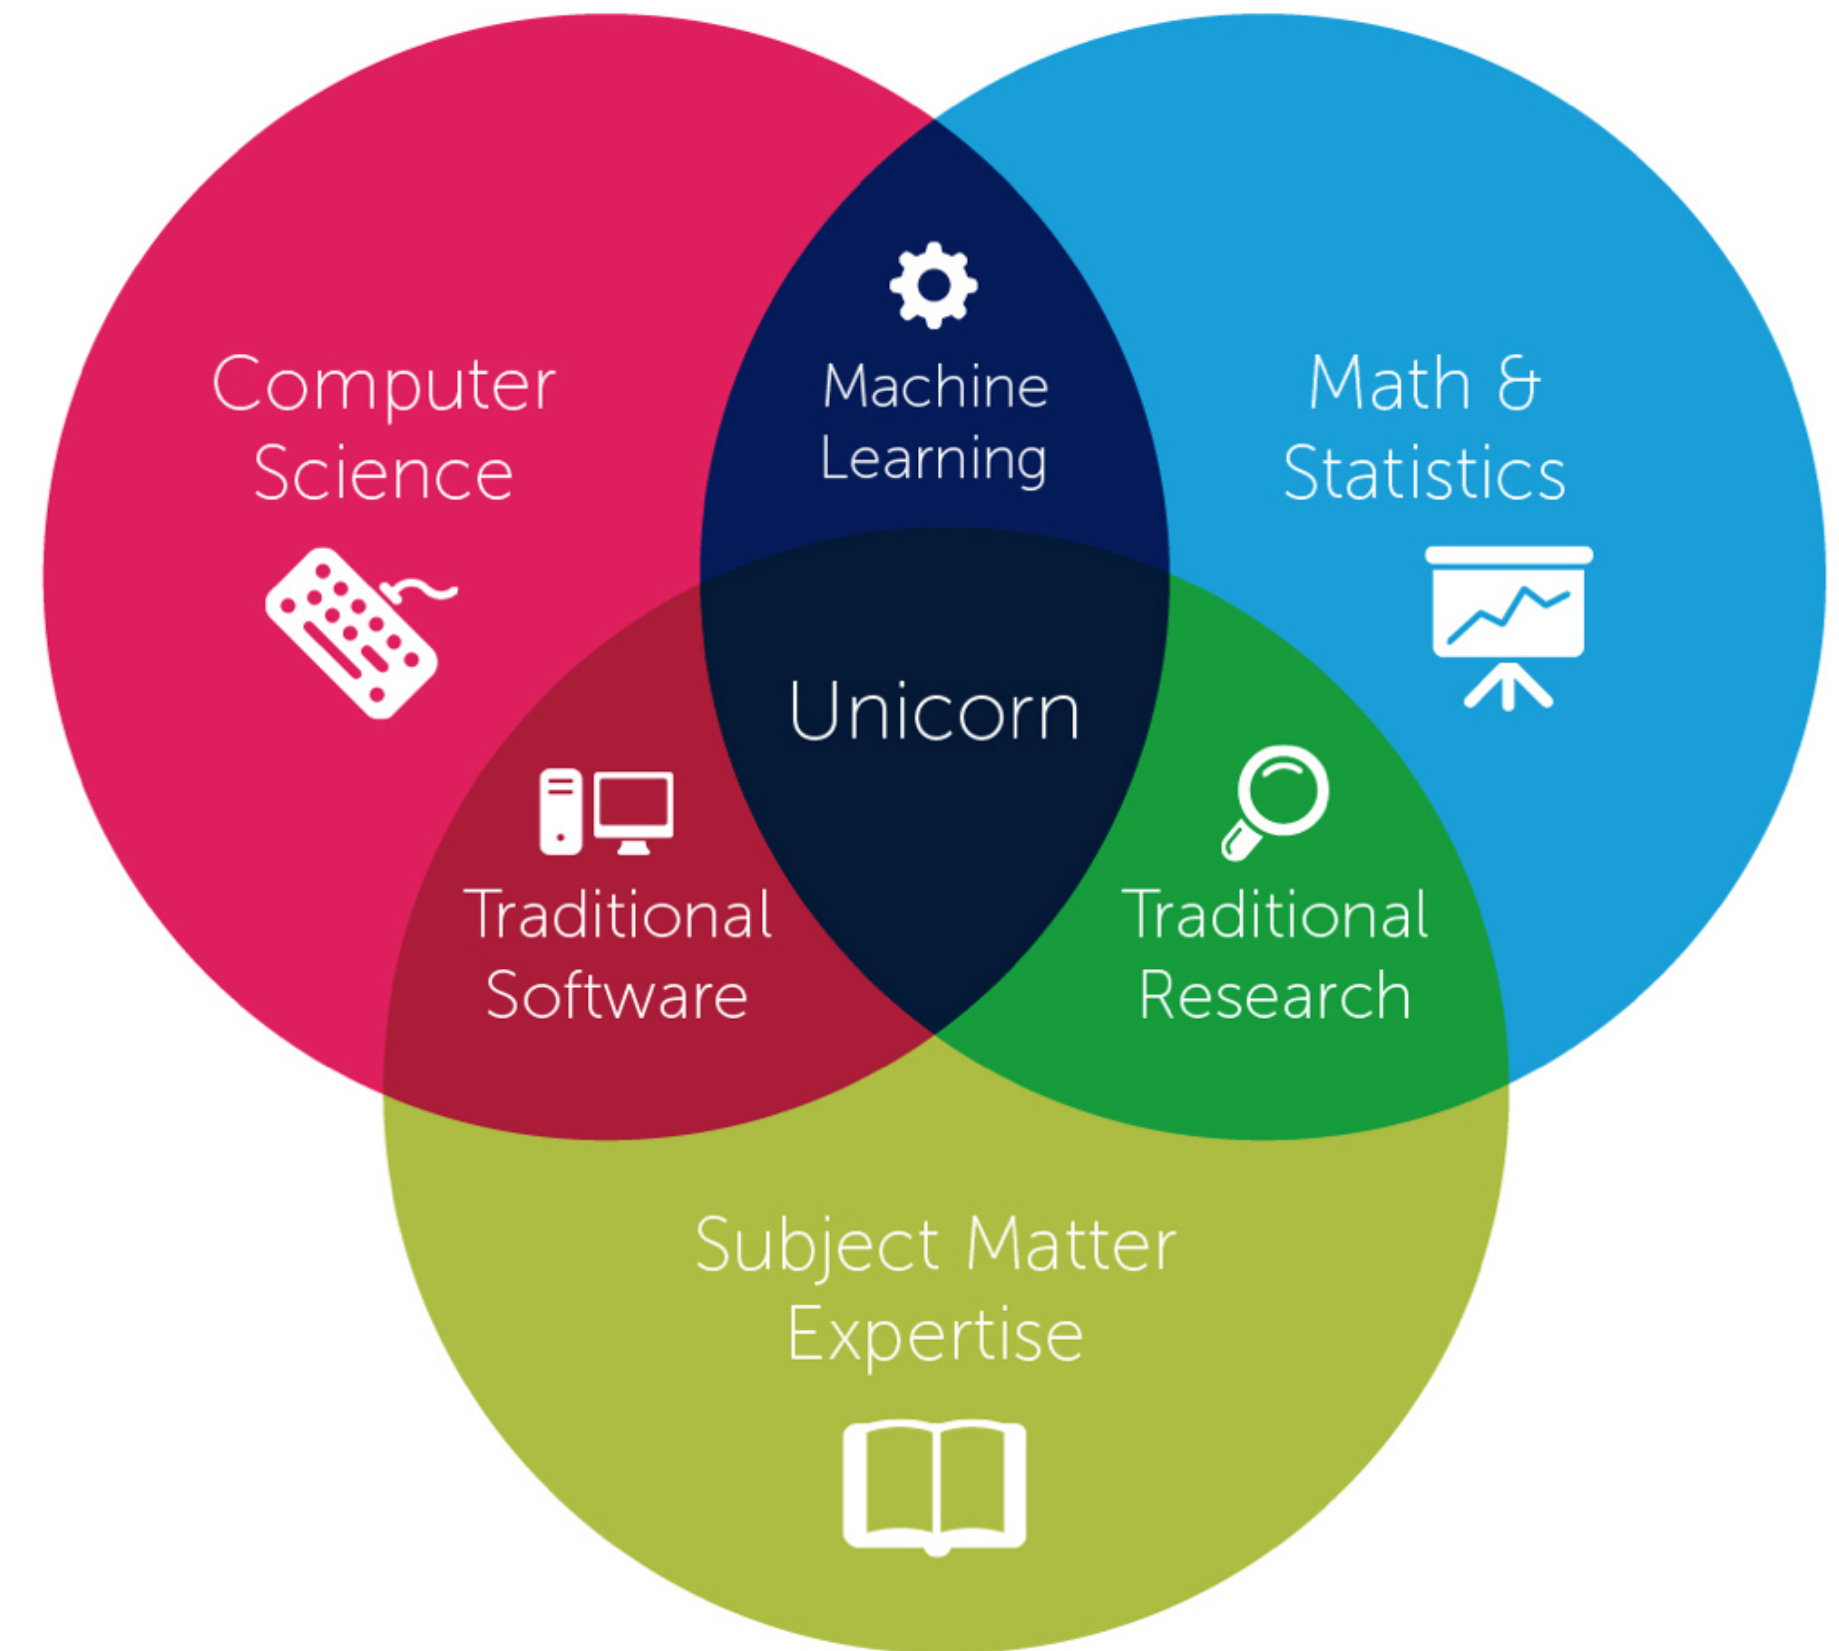 Computer
Science
Machine
Learning
Math &
Statistics
Unicorn
Traditional
Software
Traditional
Research
Subject Matter
Expertise